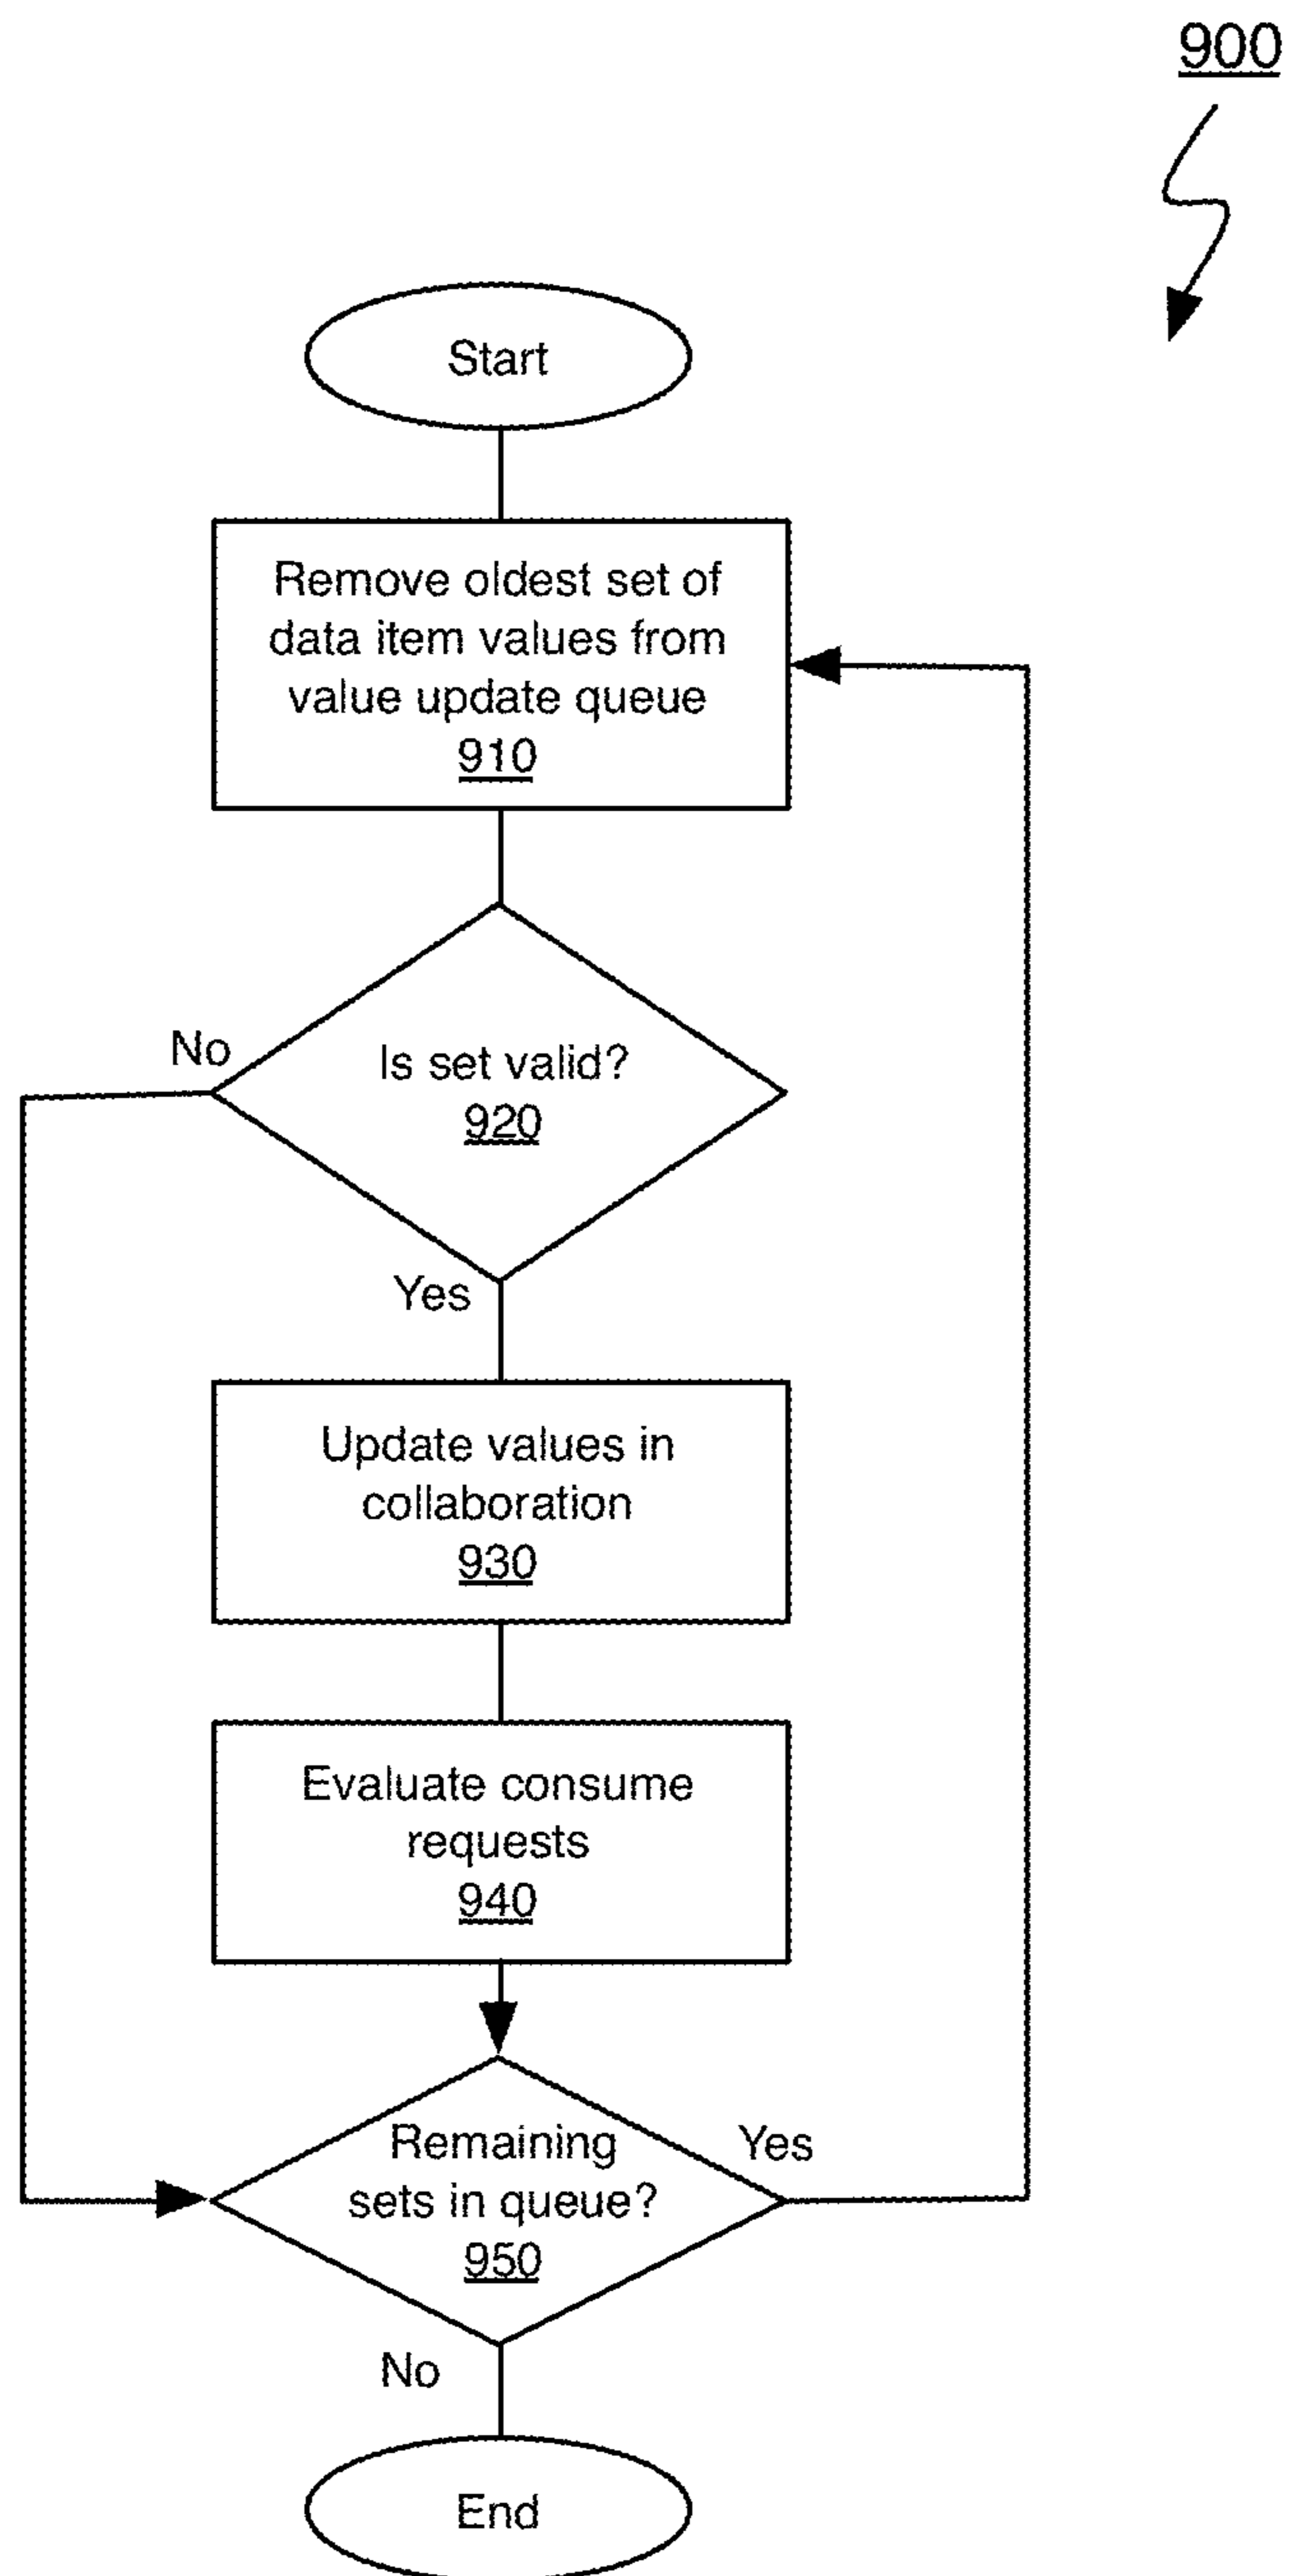 900
Start
Remove oldest set of
data item values from
value update queue
910
No
Is set valid?
920
Yes
Update values in
collaboration
930
Evaluate consume
requests
940
Remaining
sets in queue?
950
Yes
No
End